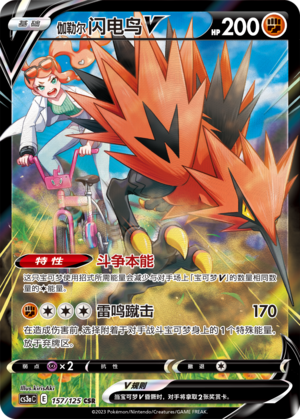 基础 伽勒尔 闪电鸟V HP 200
特性 斗争本能
这只宝可梦使用招式所需能量会减少与对手场上「宝可梦V」的数量相同数
量的能量。
雷鸣蹴击 170
在造成伤害前,选择附着于对手战斗宝可梦身上的1个特殊能量,
放于弃牌区。
弱点 ×2 抵抗力 撤退
Illus. kirisAki
V规则
CS3aC E 157/125 CSR
当宝可梦V昏厥时,对手将拿取2张奖赏卡。
©2023 Pokémon/Nintendo/Creatures/GAME FREAK.